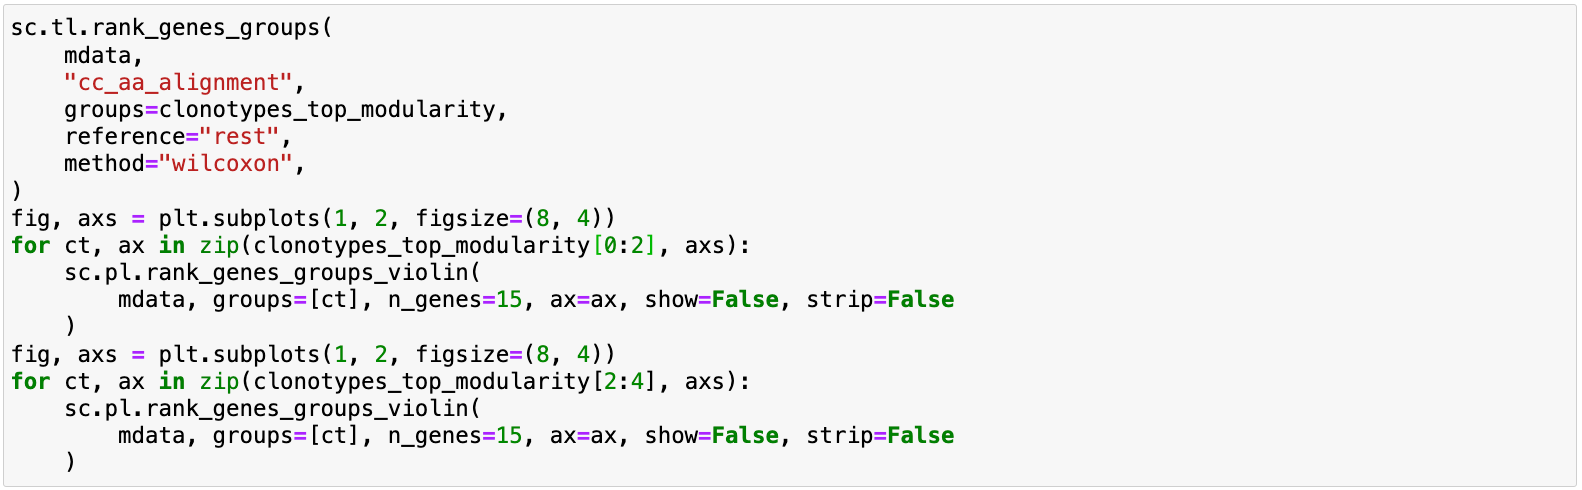 sc.tl.rank_genes_groups(
    mdata,
    "cc_aa_alignment",
    groups=clonotypes_top_modularity,
    reference="rest",
    method="wilcoxon",
)
fig, axs = plt.subplots(1, 2, figsize=(8, 4))
for ct, ax in zip(clonotypes_top_modularity[0:2], axs):
    sc.pl.rank_genes_groups_violin(
        mdata, groups=[ct], n_genes=15, ax=ax, show=False, strip=False
    )
fig, axs = plt.subplots(1, 2, figsize=(8, 4))
for ct, ax in zip(clonotypes_top_modularity[2:4], axs):
    sc.pl.rank_genes_groups_violin(
        mdata, groups=[ct], n_genes=15, ax=ax, show=False, strip=False
    )